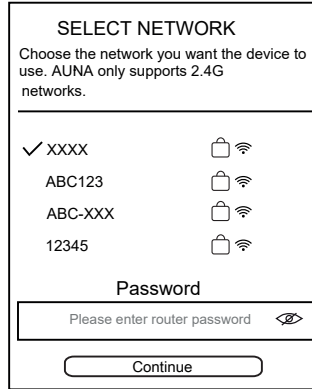 SELECT NETWORK
Choose the network you want the device to
use. AUNA only supports 2.4G
networks.
XXXX
ABC123
ABC-XXX
12345
Password
Please enter router password
Continue